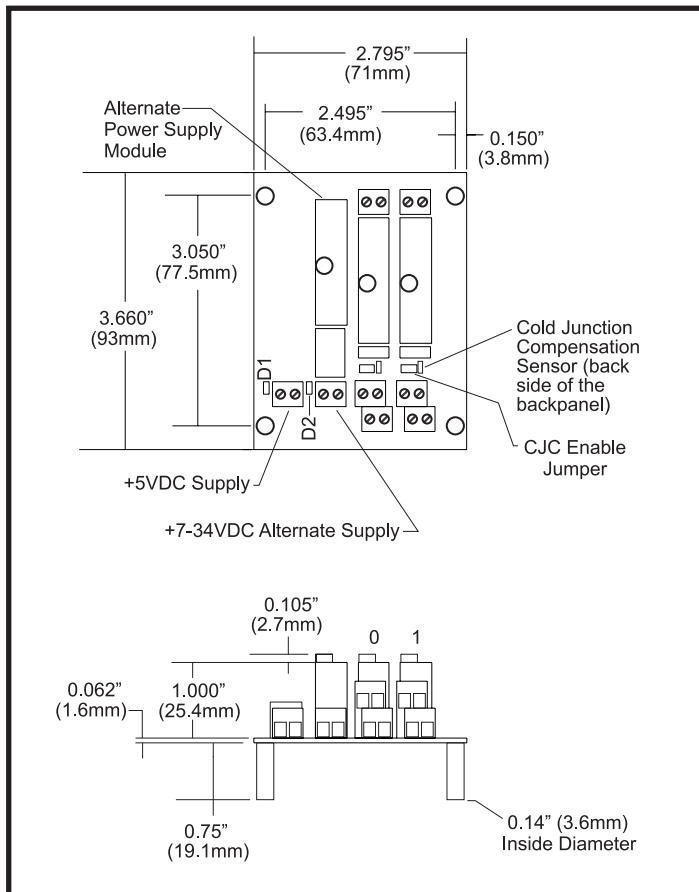 2.795”
(71mm)
Alternate
Power Supply
Module
2.495”
(63.4mm)
0.150”
(3.8mm)
3.050”
(77.5mm)
3.660”
(93mm)
Cold Junction
Compensation
Sensor (back
side of the
backpanel)
D1
D2
CJC Enable
Jumper
+5VDC Supply
+7-34VDC Alternate Supply
0.105”
(2.7mm)
0 1
0.062”
(1.6mm)
1.000”
(25.4mm)
0.75”
(19.1mm)
0.14” (3.6mm)
Inside Diameter